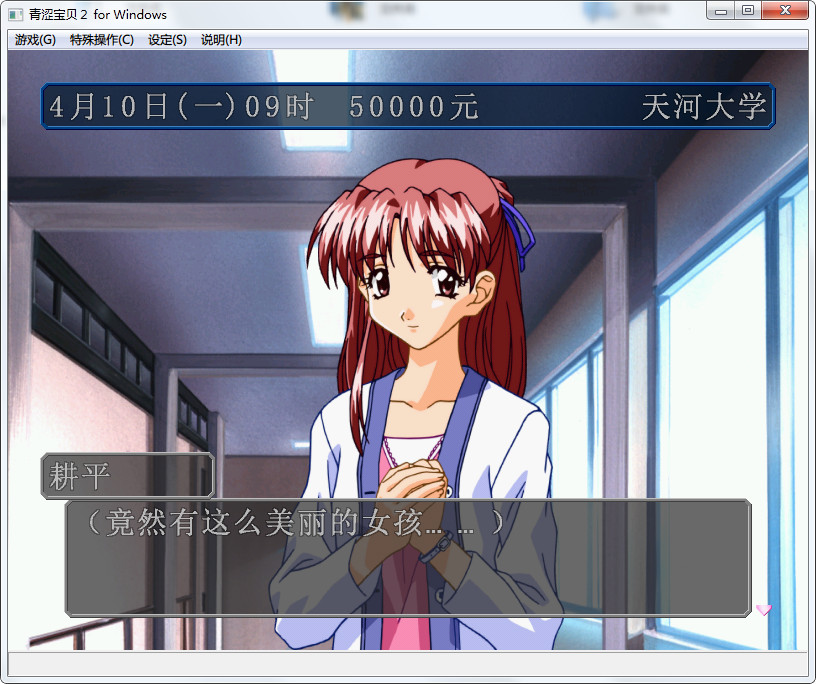 青涩宝贝２ for Windows
游戏(G) 特殊操作(C) 设定(S) 说明(H)
4月10日(一)09时 50000元 天河大学
耕平
（竟然有这么美丽的女孩……）